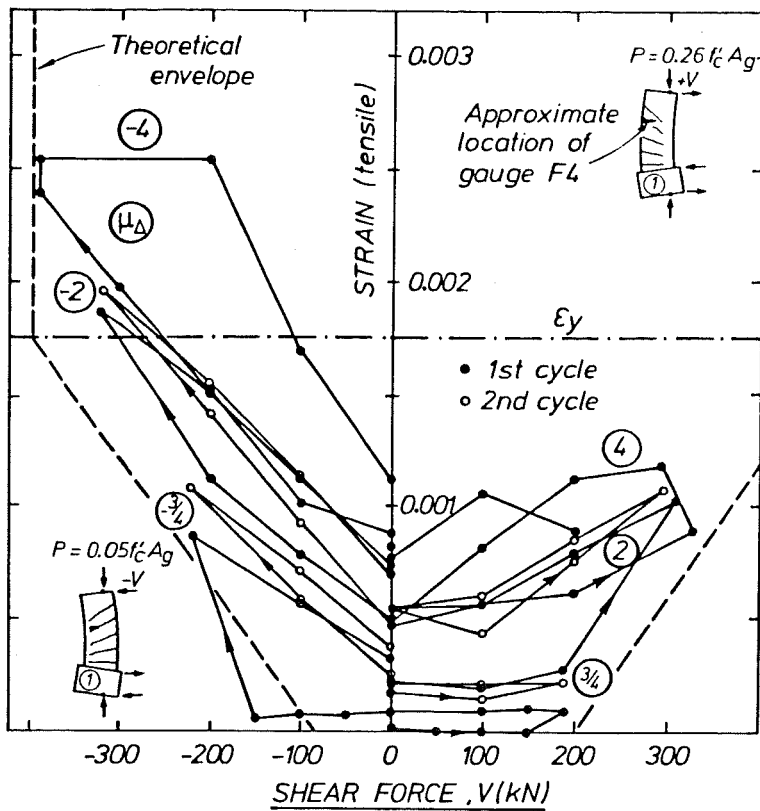 Theoretical
envelope
-4
μΔ
-2
-3/4
P = 0.05f'c Ag
-V
1
STRAIN (tensile)
0.003
0.002
0.001
P = 0.26f'c Ag
+V
Approximate
location of
gauge F4
1
εy
1st cycle
2nd cycle
4
2
3/4
-300 -200 -100 0 100 200 300
SHEAR FORCE , V (kN)